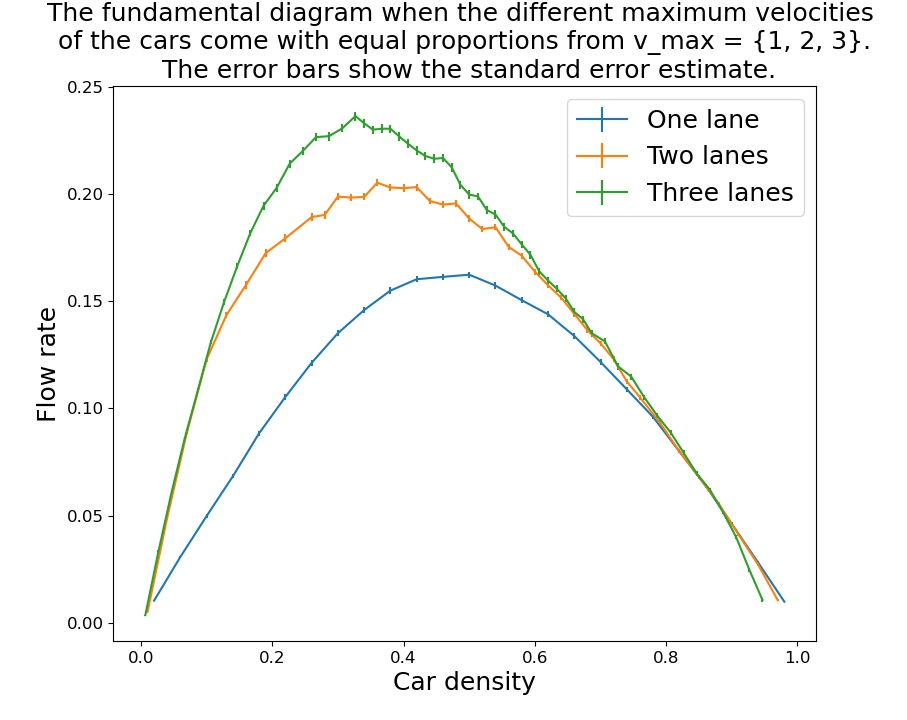 The fundamental diagram when the different maximum velocities
of the cars come with equal proportions from v_max = {1, 2, 3}.
The error bars show the standard error estimate.
0.25
0.20
0.15
0.10
0.05
0.00
Flow rate
One lane
Two lanes
Three lanes
0.0 0.2 0.4 0.6 0.8 1.0
Car density